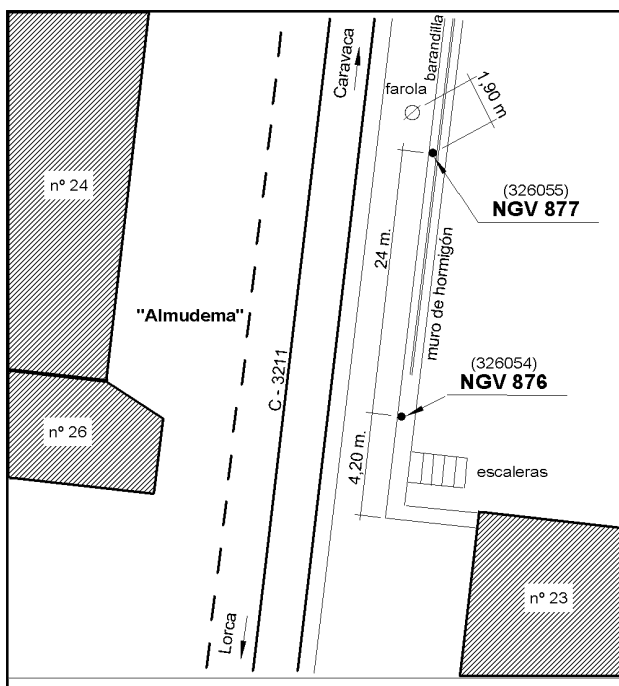 barandilla
Caravaca
farola
1,90 m
nº 24
(326055)
NGV 877
24 m.
muro de hormigón
"Almudema"
C - 3211
(326054)
NGV 876
nº 26
4,20 m.
escaleras
nº 23
Lorca